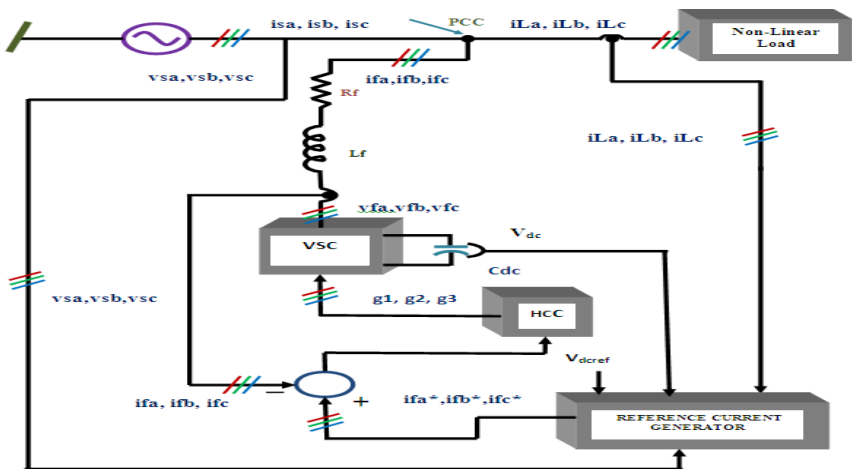 isa, isb, isc
PCC
iLa, iLb, iLc
Non-Linear
Load
vsa,vsb,vsc
ifa,ifb,ifc
Rf
iLa, iLb, iLc
Lf
vfa,vfb,vfc
VSC
Vdc
Cdc
vsa,vsb,vsc
g1, g2, g3
HCC
Vdcref
ifa, ifb, ifc
−
+
ifa*,ifb*,ifc*
REFERENCE CURRENT
GENERATOR